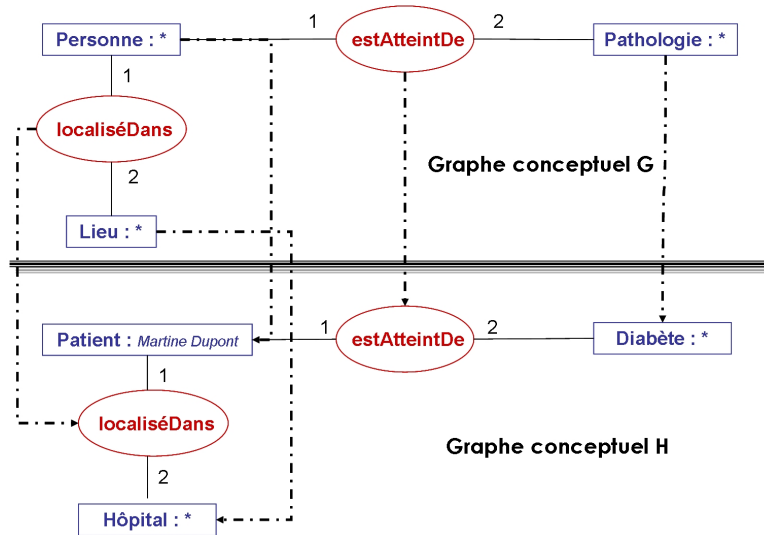 1
2
Personne : *
estAtteintDe
Pathologie : *
1
localiséDans
2
Graphe conceptuel G
Lieu : *
1
2
Patient : Martine Dupont
estAtteintDe
Diabète : *
1
localiséDans
Graphe conceptuel H
2
Hôpital : *